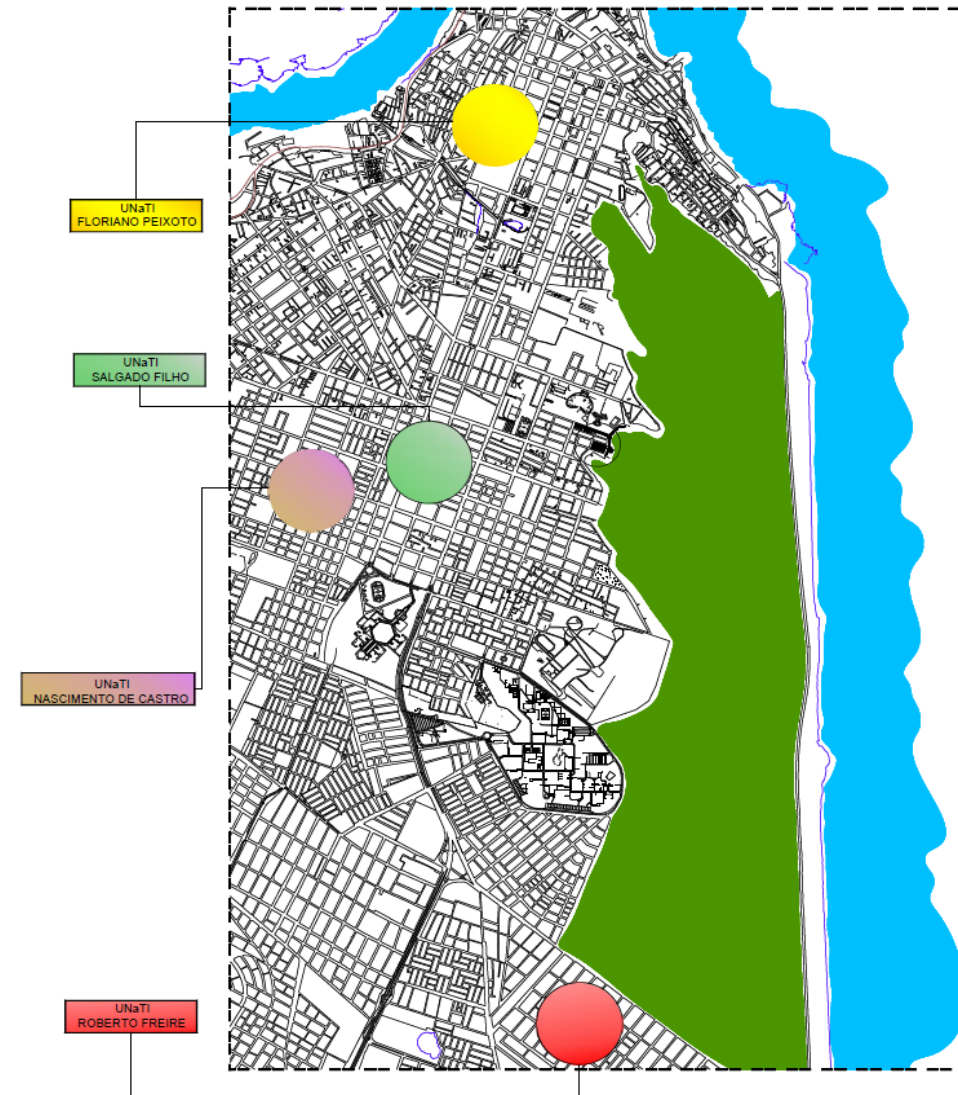 UNaTI
FLORIANO PEIXOTO
UNaTI
SALGADO FILHO
UNaTI
NASCIMENTO DE CASTRO
UNaTI
ROBERTO FREIRE